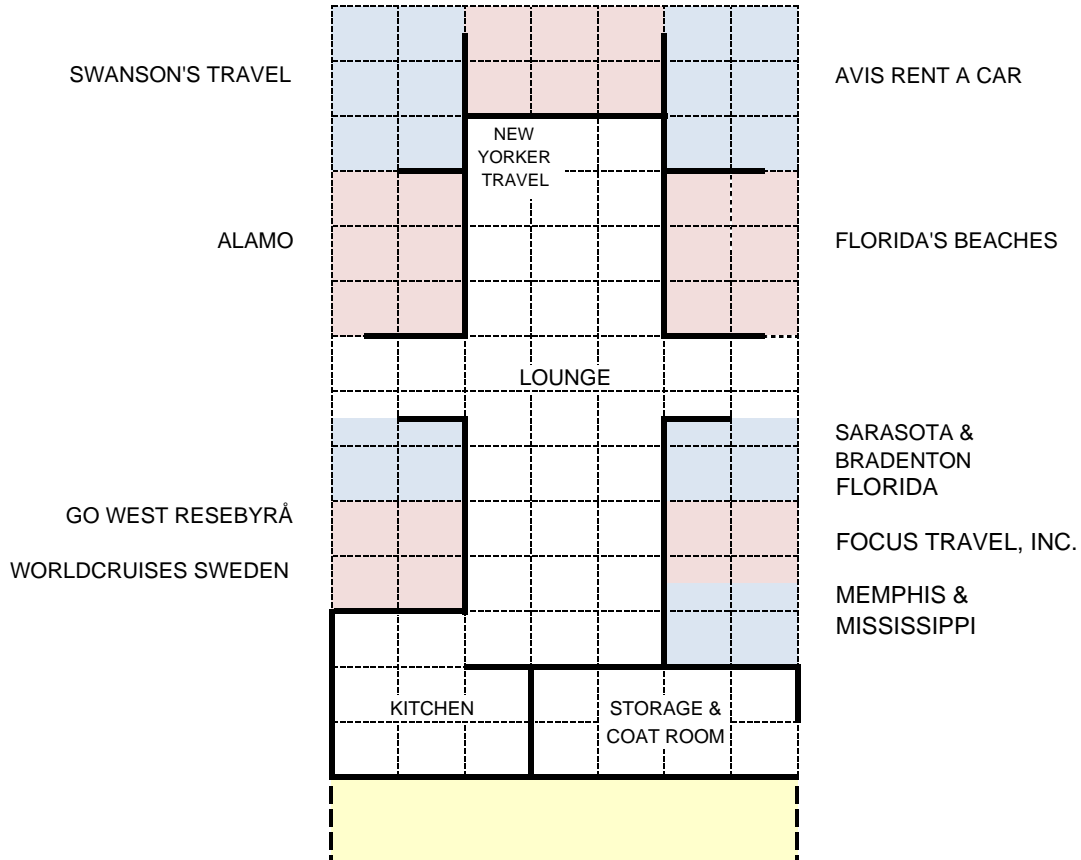 SWANSON'S TRAVEL
AVIS RENT A CAR
NEW
YORKER
TRAVEL
ALAMO
FLORIDA'S BEACHES
LOUNGE
SARASOTA &
BRADENTON
FLORIDA
GO WEST RESEBYRÅ
FOCUS TRAVEL, INC.
WORLDCRUISES SWEDEN
MEMPHIS &
MISSISSIPPI
KITCHEN
STORAGE &
COAT ROOM